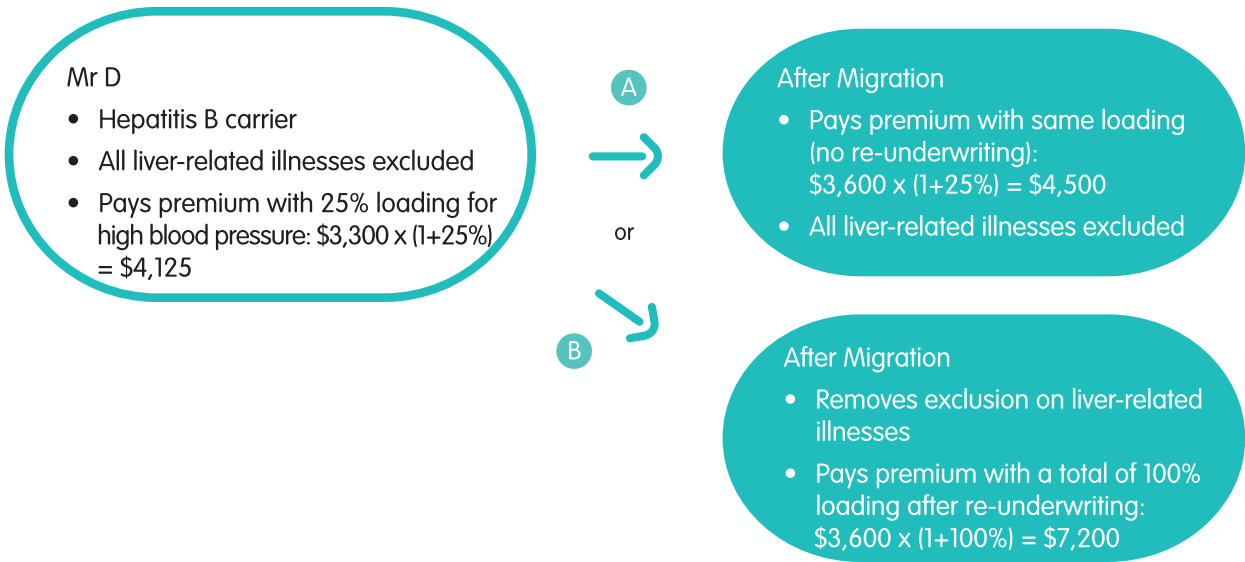 Mr D
• Hepatitis B carrier
• All liver-related illnesses excluded
• Pays premium with 25% loading for
high blood pressure: $3,300 x (1+25%)
= $4,125
A
or
B
After Migration
• Pays premium with same loading
(no re-underwriting):
$3,600 x (1+25%) = $4,500
• All liver-related illnesses excluded
After Migration
• Removes exclusion on liver-related
illnesses
• Pays premium with a total of 100%
loading after re-underwriting:
$3,600 x (1+100%) = $7,200